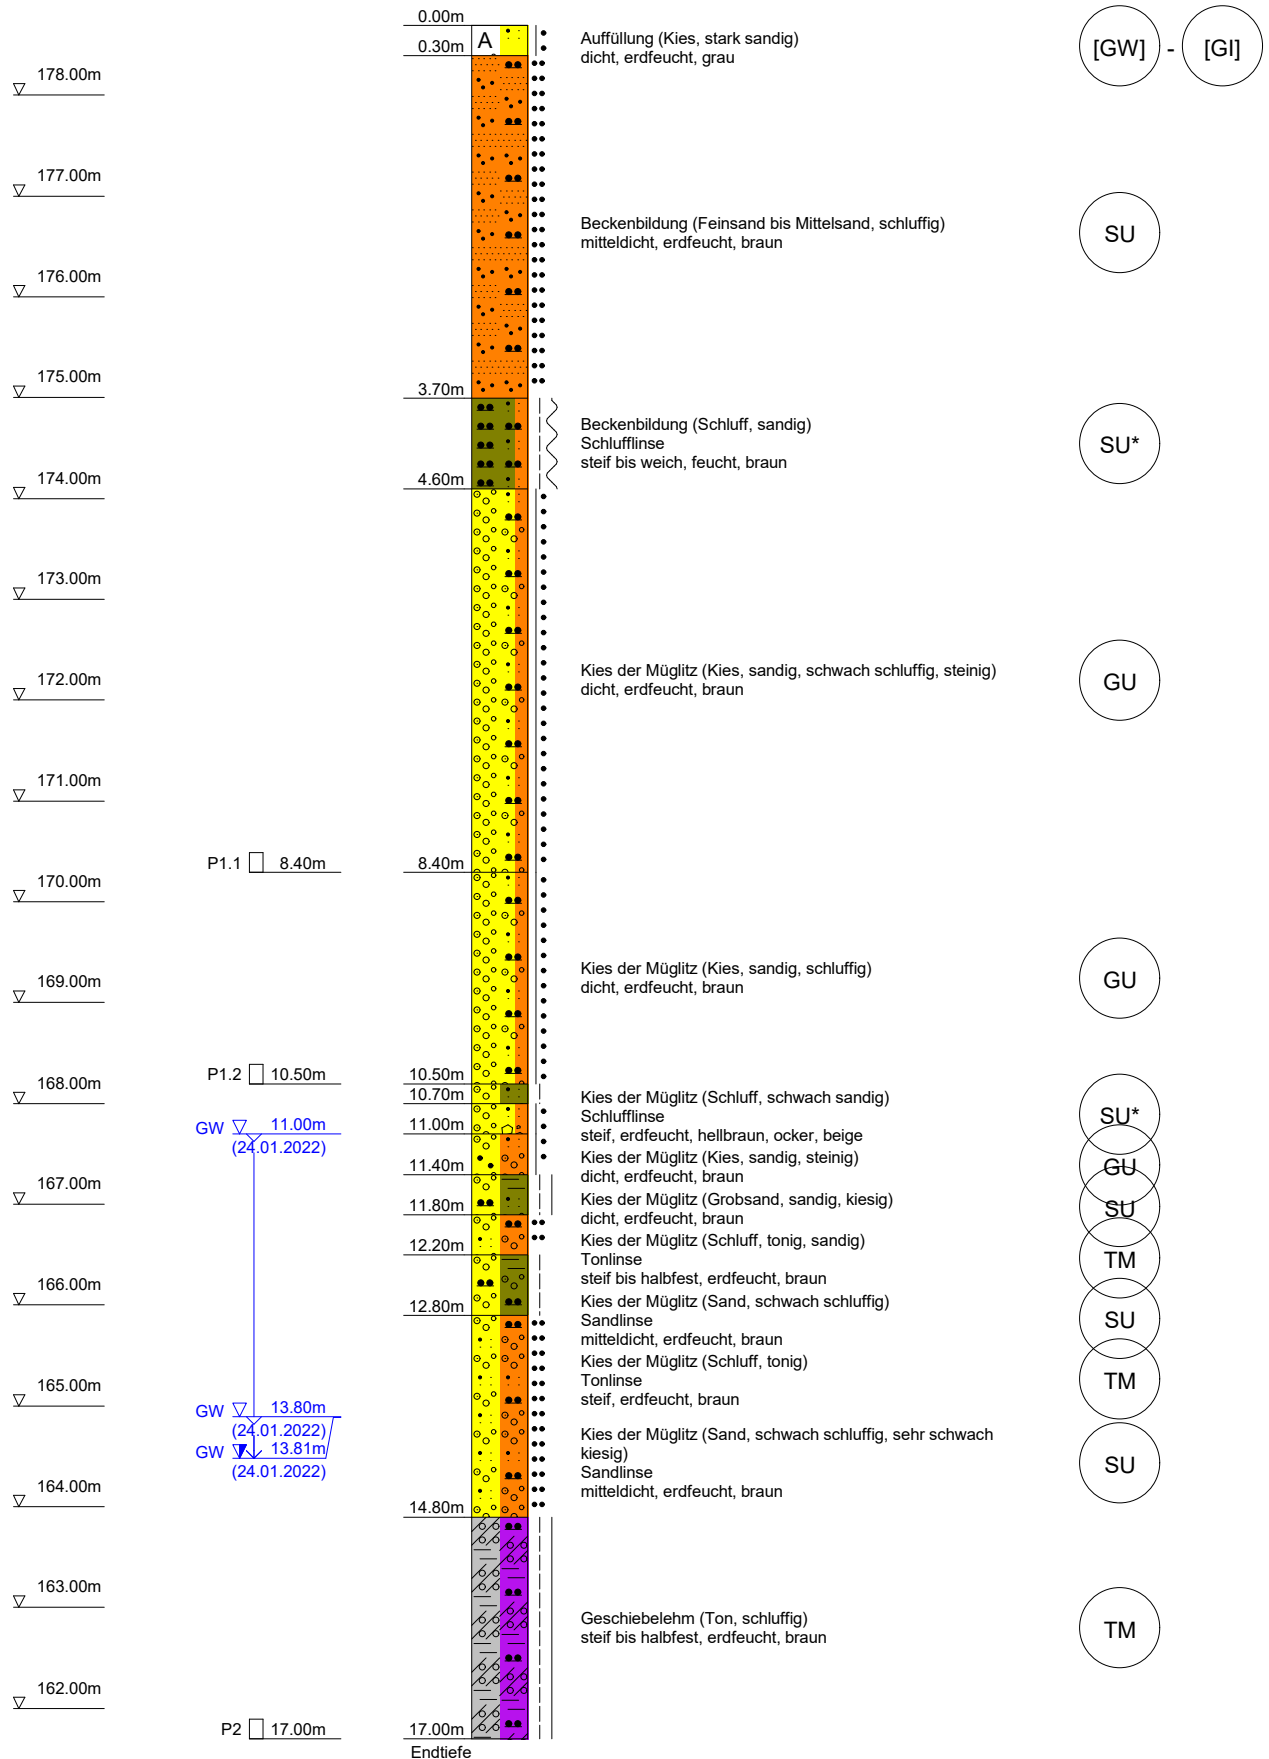 0.00m
A
0.30m
Auffüllung (Kies, stark sandig)
dicht, erdfeucht, grau
[GW] - [GI]
178.00m
177.00m
Beckenbildung (Feinsand bis Mittelsand, schluffig)
mitteldicht, erdfeucht, braun
SU
176.00m
175.00m
3.70m
Beckenbildung (Schluff, sandig)
Schlufflinse
steif bis weich, feucht, braun
SU*
174.00m
4.60m
173.00m
172.00m
Kies der Müglitz (Kies, sandig, schwach schluffig, steinig)
dicht, erdfeucht, braun
GU
171.00m
P1.1 8.40m
8.40m
170.00m
169.00m
Kies der Müglitz (Kies, sandig, schluffig)
dicht, erdfeucht, braun
GU
168.00m
P1.2 10.50m
10.50m
10.70m
Kies der Müglitz (Schluff, schwach sandig)
Schlufflinse
steif, erdfeucht, hellbraun, ocker, beige
SU*
GW 11.00m
(24.01.2022)
11.00m
Kies der Müglitz (Kies, sandig, steinig)
dicht, erdfeucht, braun
GU
11.40m
167.00m
Kies der Müglitz (Grobsand, sandig, kiesig)
dicht, erdfeucht, braun
SU
11.80m
Kies der Müglitz (Schluff, tonig, sandig)
Tonlinse
steif bis halbfest, erdfeucht, braun
TM
12.20m
166.00m
Kies der Müglitz (Sand, schwach schluffig)
Sandlinse
mitteldicht, erdfeucht, braun
SU
12.80m
Kies der Müglitz (Schluff, tonig)
Tonlinse
steif, erdfeucht, braun
TM
165.00m
GW 13.80m
(24.01.2022)
GW 13.81m
(24.01.2022)
Kies der Müglitz (Sand, schwach schluffig, sehr schwach
kiesig)
Sandlinse
mitteldicht, erdfeucht, braun
SU
164.00m
14.80m
163.00m
Geschiebelehm (Ton, schluffig)
steif bis halbfest, erdfeucht, braun
TM
162.00m
P2 17.00m
17.00m
Endtiefe